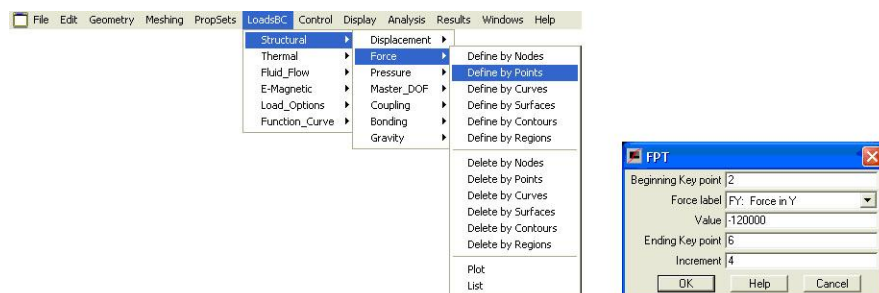 File Edit Geometry Meshing PropSets LoadsBC Control Display Analysis Results Windows Help
Structural
Thermal
Fluid_Flow
E-Magnetic
Load_Options
Function_Curve
Displacement
Force
Pressure
Master_DOF
Coupling
Bonding
Gravity
Define by Nodes
Define by Points
Define by Curves
Define by Surfaces
Define by Contours
Define by Regions
Delete by Nodes
Delete by Points
Delete by Curves
Delete by Surfaces
Delete by Contours
Delete by Regions
Plot
List
FPT
Beginning Key point 2
Force label FY: Force in Y
Value -120000
Ending Key point 6
Increment 4
OK Help Cancel